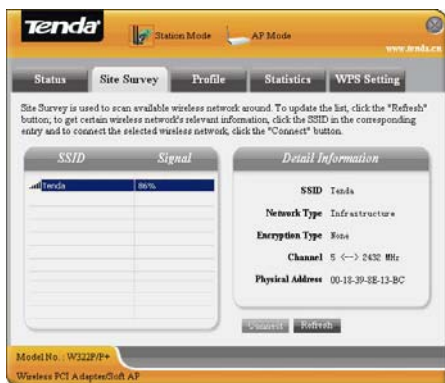 Tenda
Station Mode
AP Mode
www.tenda.cn
Status
Site Survey
Profile
Statistics
WPS Setting
Site Survey is used to scan available wireless network around. To update
the list, click the "Refresh"
button; to get certain wireless network's relevant information, click the SSID in the corresponding
entry and to connect the selected wireless network, click the "Connect" button.
SSID Signal
Tenda 86%
Detail Information
SSID Tenda
Network Type Infrastructure
Encryption Type None
Channel 5 <--> 2432 MHz
Physical Address 00-18-39-8E-13-BC
Connect Refresh
Model No. : W322P/P+
Wireless PCI Adapter/Soft AP